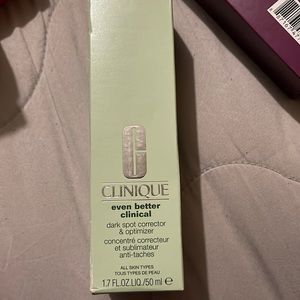 CLINIQUE
even better
clinical
dark spot corrector
& optimizer
concentré correcteur
et sublimateur
anti-taches
ALL SKIN TYPES
TOUS TYPES DE PEAU
1.7 FL.OZ.LIQ./50 ml e